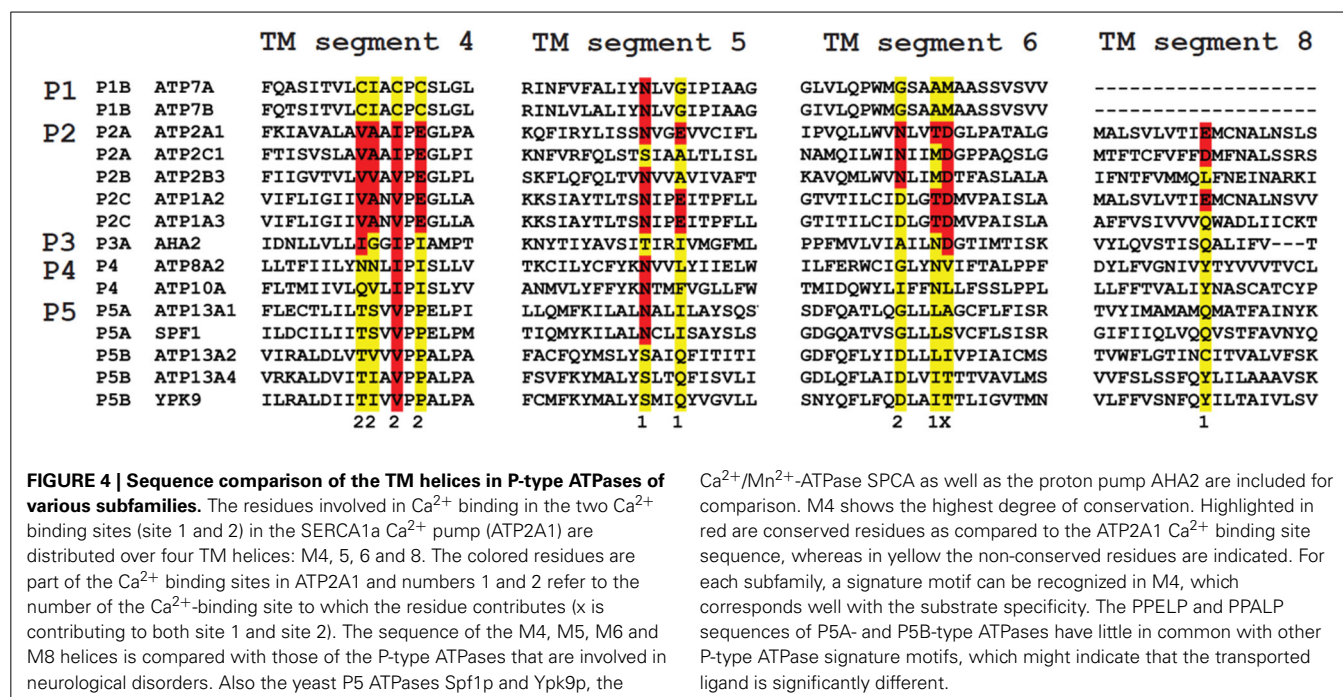 TM segment 4 TM segment 5 TM segment 6 TM segment 8
P1 P1B ATP7A FQASITVLCIACPCSLGL RINFVFALIYNLVGIPIAAG GLVLQPWMGSAAMAASSVSVV -------------------
P1B ATP7B FQTSITVLCIACPCSLGL RINLVLALIYNLVGIPIAAG GIVLQPWMGSAAMAASSVSVV -------------------
P2 P2A ATP2A1 FKIAVALAVAAIPEGLPA KQFIRYLISSNVGEVVCIFL IPVQLLWVNLVTDGLPATALG MALSVLVTIEMCNALNSLS
P2A ATP2C1 FTISVSLAVAAIPEGLPI KNFVRFQLSTSIAALTLISL NAMQILWINIIMDGPPAQSLG MTFTCFVFFDMFNALSSRS
P2B ATP2B3 FIIGVTVLVVAVPEGLPL SKFLQFQLTVNVVAVIVAFT KAVQMLWVNLIMDTFASLALA IFNTFVMMQLFNEINARKI
P2C ATP1A2 VIFLIGIIVANVPEGLLA KKSIAYTLTSNIPEITPFLL GTVTILCIDLGTDMVPAISLA MALSVLVTIEMCNALNSVV
P2C ATP1A3 VIFLIGIIVANVPEGLLA KKSIAYTLTSNIPEITPFLL GTITILCIDLGTDMVPAISLA AFFVSIVVVQWADLIICKT
P3 P3A AHA2 IDNLLVLLIGGIPIAMPT KNYTIYAVSITIRIVMGFML PPFMVLVIAILNDGTIMTISK VYLQVSTISQALIFV---T
P4 P4 ATP8A2 LLTFIILYNNLIPISLLV TKCILYCFYKNVVLYIIELW ILFERWCIGLYNVIFTALPPF DYLFVGNIVYTYVVVTVCL
P4 ATP10A FLTMIIVLQVLIPISLYV ANMVLYFFYKNTMFVGLLFW TMIDQWYLIFFNLLFSSLPPL LLFFTVALIYNASCATCYP
P5 P5A ATP13A1 FLECTLILTSVVPPELPI LLQMFKILALNALILAYSQS SDFQATLQGLLLAGCFLFISR TVYIMAMAMQMATFAINYK
P5A SPF1 ILDCILIITSVVPPELPM TIQMYKILALNCLISAYSLS GDGQATVSGLLLSVCFLSISR GIFIIQLVQQVSTFAVNYQ
P5B ATP13A2 VIRALDLVTVVVPPALPA FACFQYMSLYSAIQFITITI GDFQFLYIDLLLIVPIAICMS TVWFLGTINCITVALVFSK
P5B ATP13A4 VRKALDVITIAVPPALPA FSVFKYMALYSLTQFISVLI GDLQFLAIDLVITTTVAVLMS VVFSLSSFQYLILAAAVSK
P5B YPK9 ILRALDIITIVVPPALPA FCMFKYMALYSMIQYVGVLL SNYQFLFQDLAITTLIGVTMN VLFFVSNFQYILTAIVLSV
22 2 2 1 1 2 1X 1
FIGURE 4 | Sequence comparison of the TM helices in P-type ATPases of
various subfamilies. The residues involved in Ca²⁺ binding in the two Ca²⁺
binding sites (site 1 and 2) in the SERCA1a Ca²⁺ pump (ATP2A1) are
distributed over four TM helices: M4, 5, 6 and 8. The colored residues are
part of the Ca²⁺ binding sites in ATP2A1 and numbers 1 and 2 refer to the
number of the Ca²⁺-binding site to which the residue contributes (x is
contributing to both site 1 and site 2). The sequence of the M4, M5, M6 and
M8 helices is compared with those of the P-type ATPases that are involved in
neurological disorders. Also the yeast P5 ATPases Spf1p and Ypk9p, the
Ca²⁺/Mn²⁺-ATPase SPCA as well as the proton pump AHA2 are included for
comparison. M4 shows the highest degree of conservation. Highlighted in
red are conserved residues as compared to the ATP2A1 Ca²⁺ binding site
sequence, whereas in yellow the non-conserved residues are indicated. For
each subfamily, a signature motif can be recognized in M4, which
corresponds well with the substrate specificity. The PPELP and PPALP
sequences of P5A- and P5B-type ATPases have little in common with other
P-type ATPase signature motifs, which might indicate that the transported
ligand is significantly different.